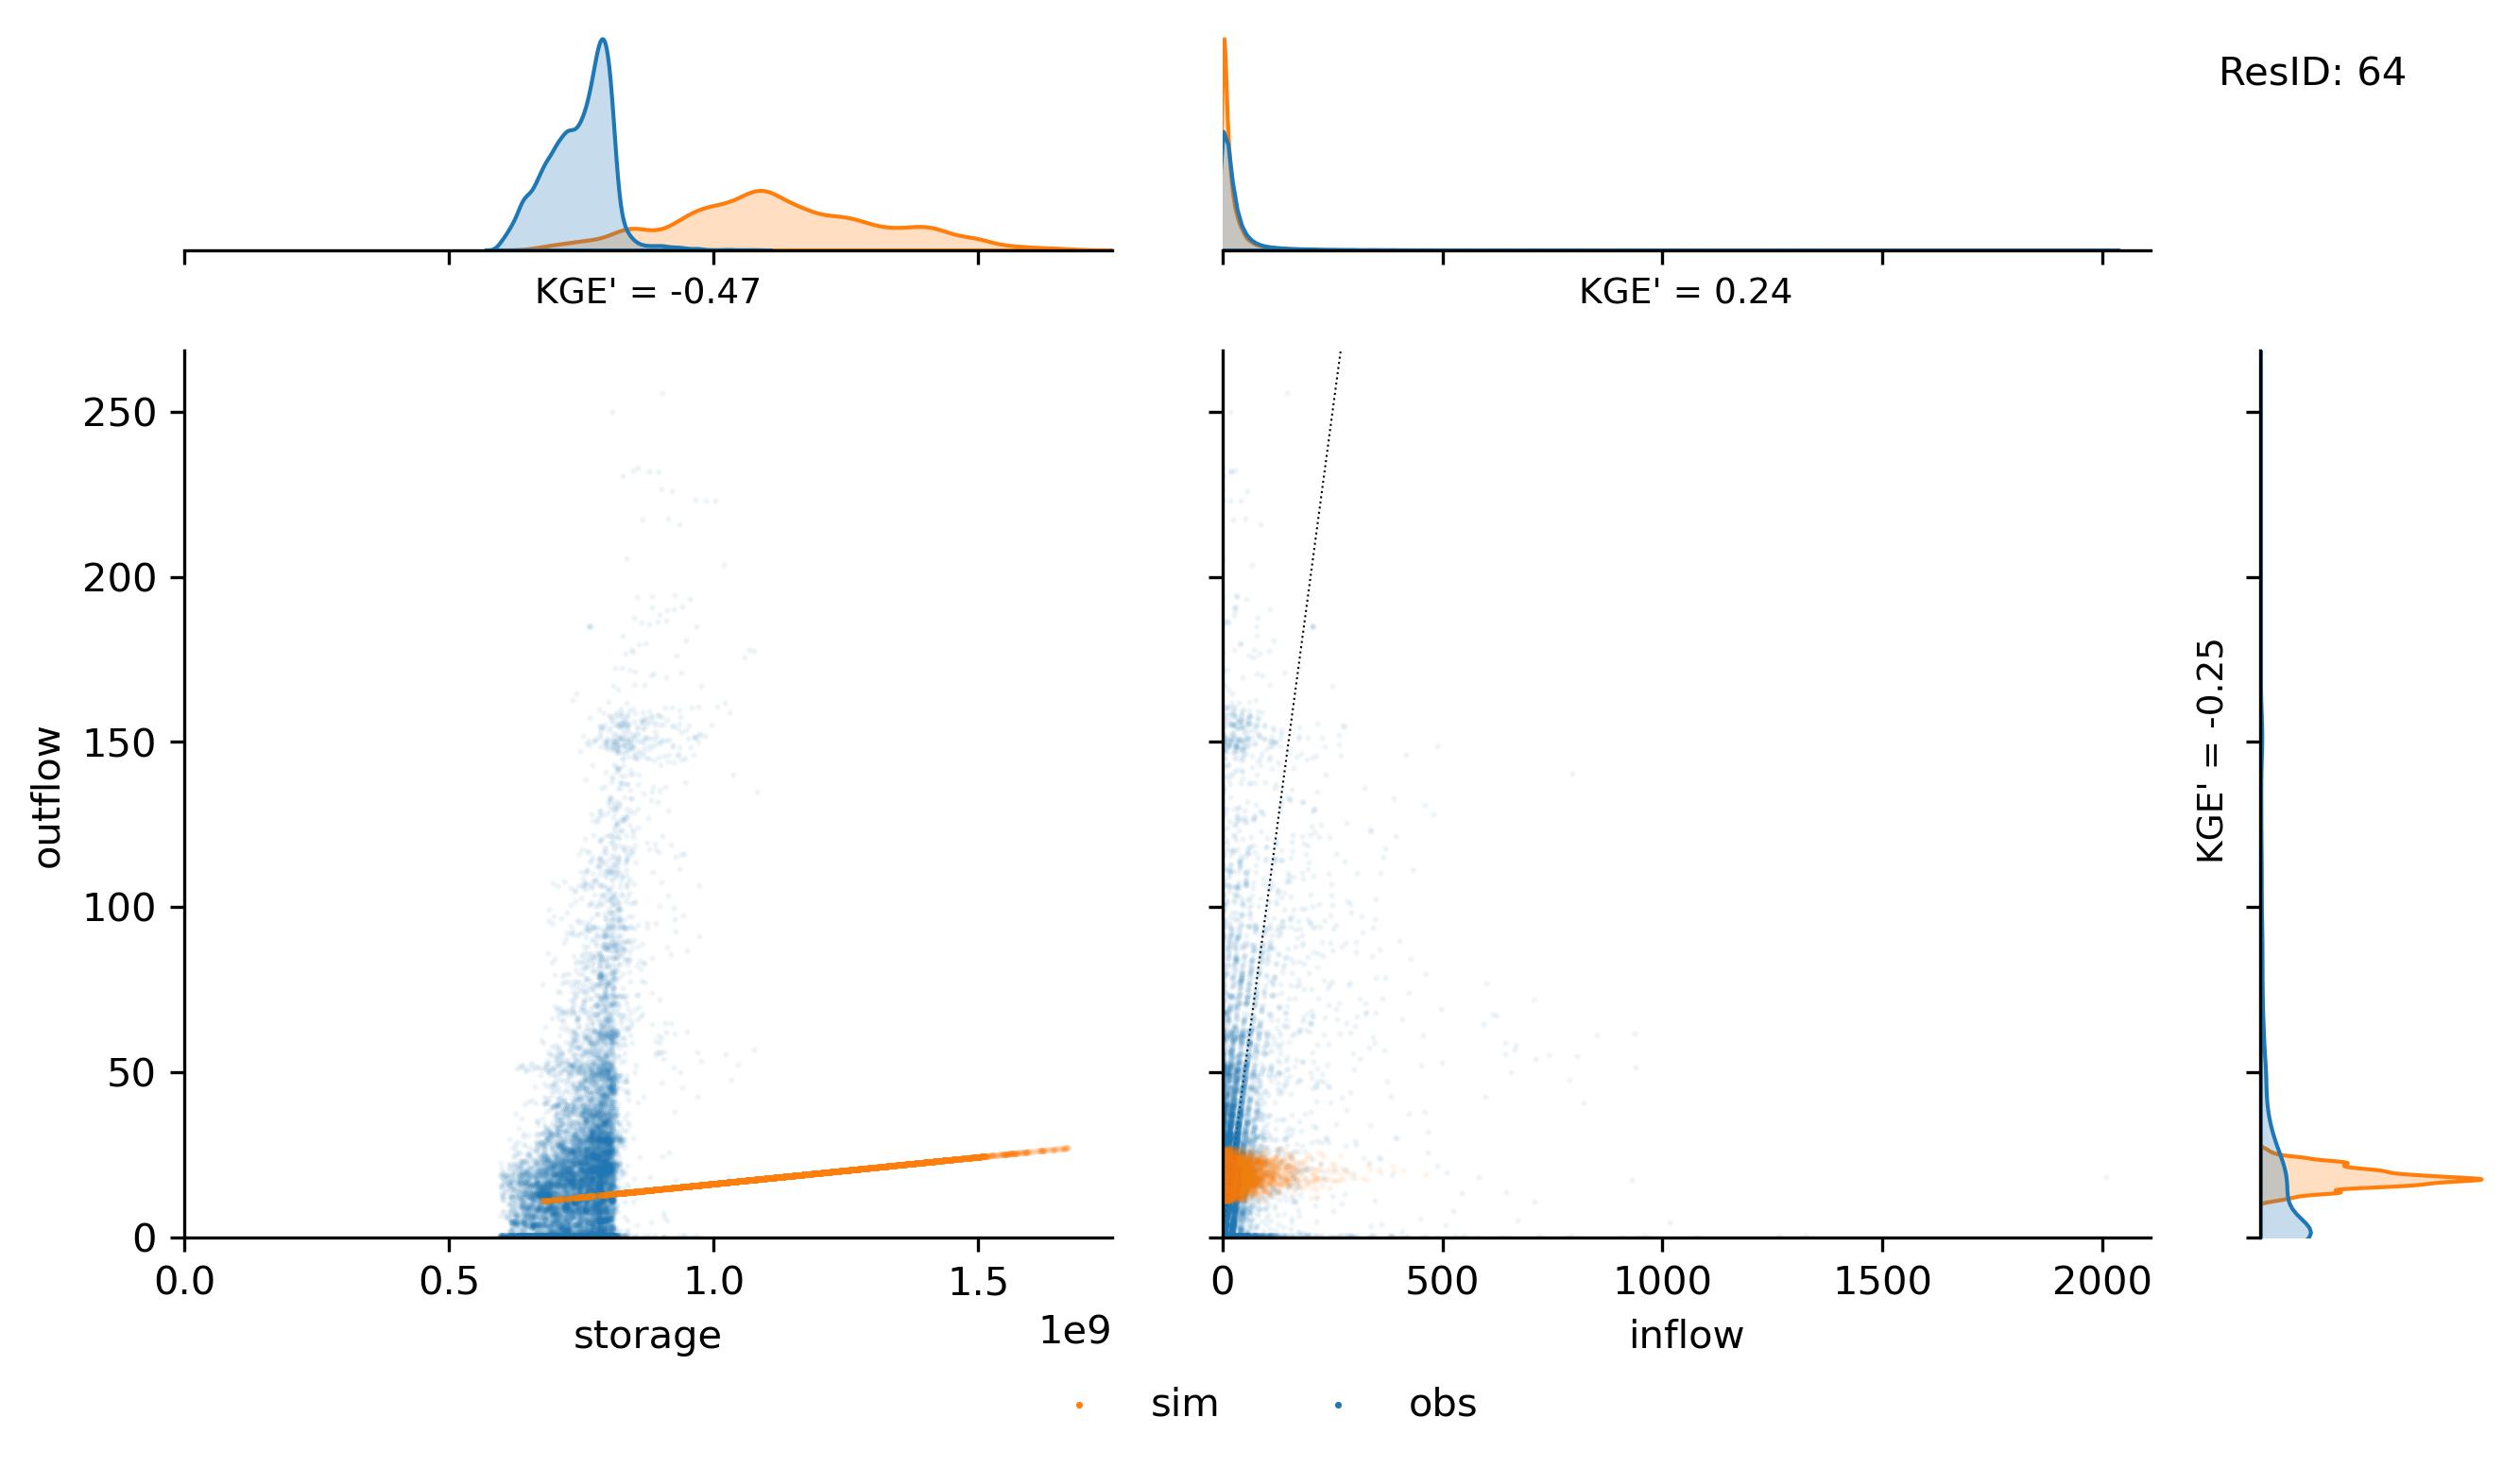 ResID: 64
KGE' = -0.47
KGE' = 0.24
250
200
150
100
50
0
outflow
KGE' = -0.25
0.0 0.5 1.0 1.5
0 500 1000 1500 2000
1e9
storage
inflow
sim obs